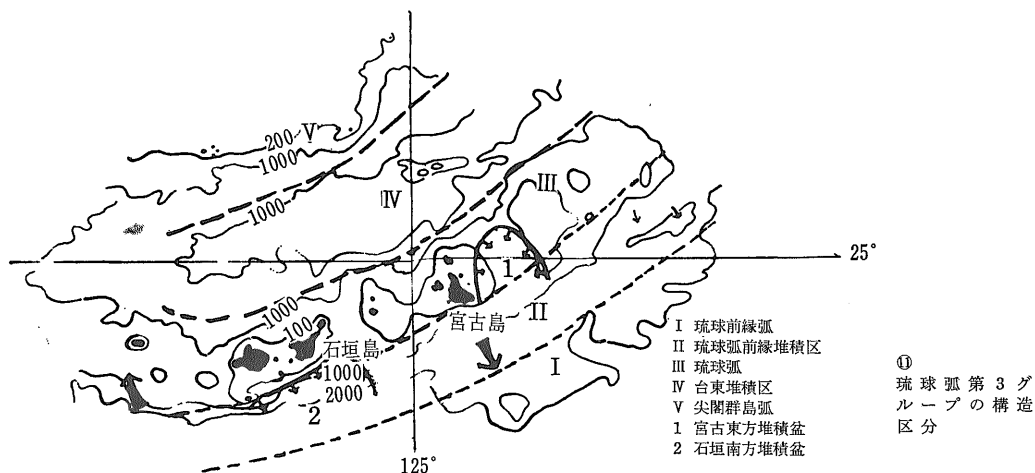 200 V
1000
1000
IV
III
25°
1
宮古島
II
1000
100
石垣島
1000
2000
2
I
125°
I 琉球前縁弧
II 琉球弧前縁堆積区
III 琉球弧
IV 台東堆積区
V 尖閣群島弧
1 宮古東方堆積盆
2 石垣南方堆積盆
⑪
琉球弧第3グ
ループの構造
区分